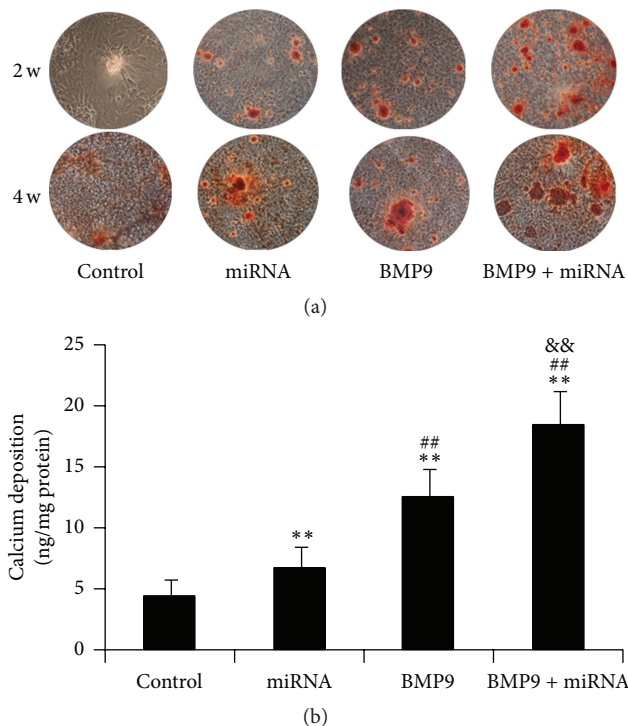 2 w
4 w
Control miRNA BMP9 BMP9 + miRNA
(a)
25
20
15
10
5
0
Calcium deposition
(ng/mg protein)
**
##
**
&&
##
**
Control miRNA BMP9 BMP9 + miRNA
(b)